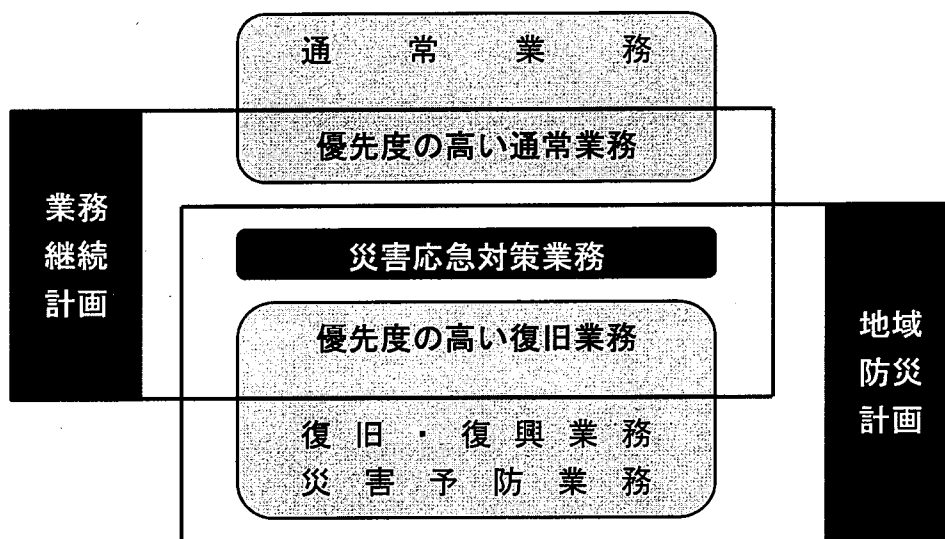 通常業務
優先度の高い通常業務
業務
継続
計画
災害応急対策業務
優先度の高い復旧業務
地域
防災
計画
復旧・復興業務
災害予防業務